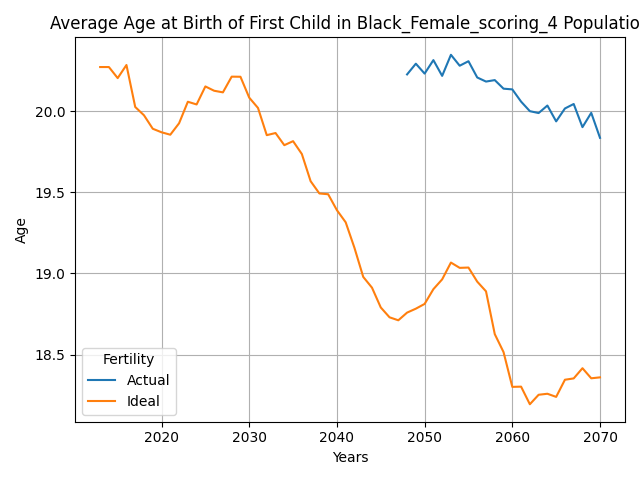 Average Age at Birth of First Child in Black_Female_scoring_4 Populatio
Age
20.0
19.5
19.0
18.5
Fertility
Actual
Ideal
2020 2030 2040 2050 2060 2070
Years